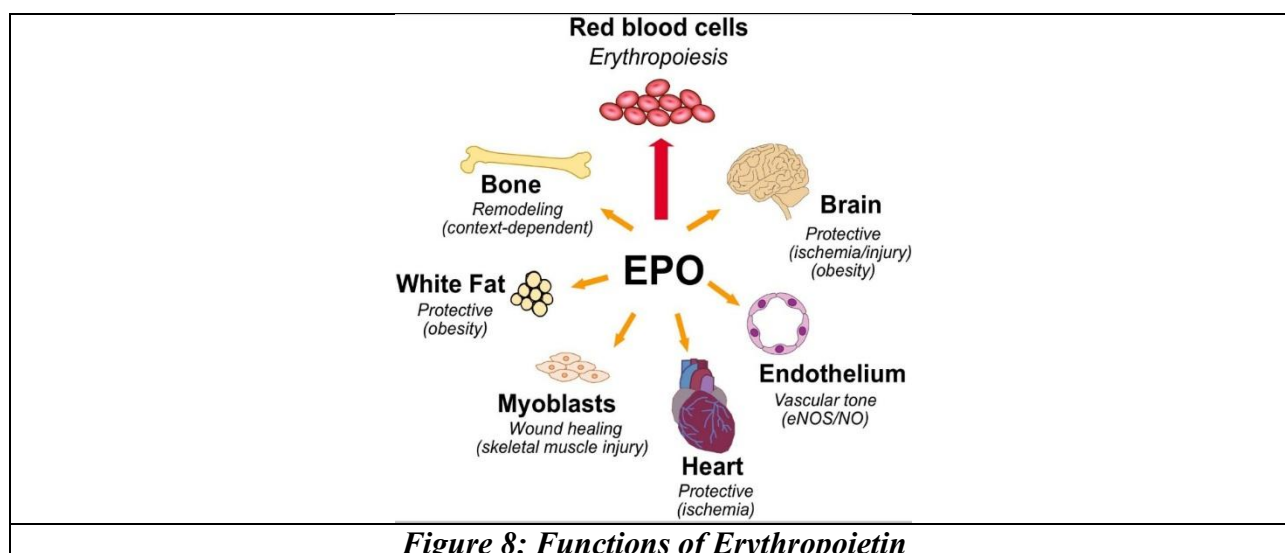 Red blood cells
Erythropoiesis
Bone
Remodeling
(context-dependent)
Brain
Protective
(ischemia/injury)
(obesity)
EPO
White Fat
Protective
(obesity)
Endothelium
Vascular tone
(eNOS/NO)
Myoblasts
Wound healing
(skeletal muscle injury)
Heart
Protective
(ischemia)
Figure 8: Functions of Erythropoietin